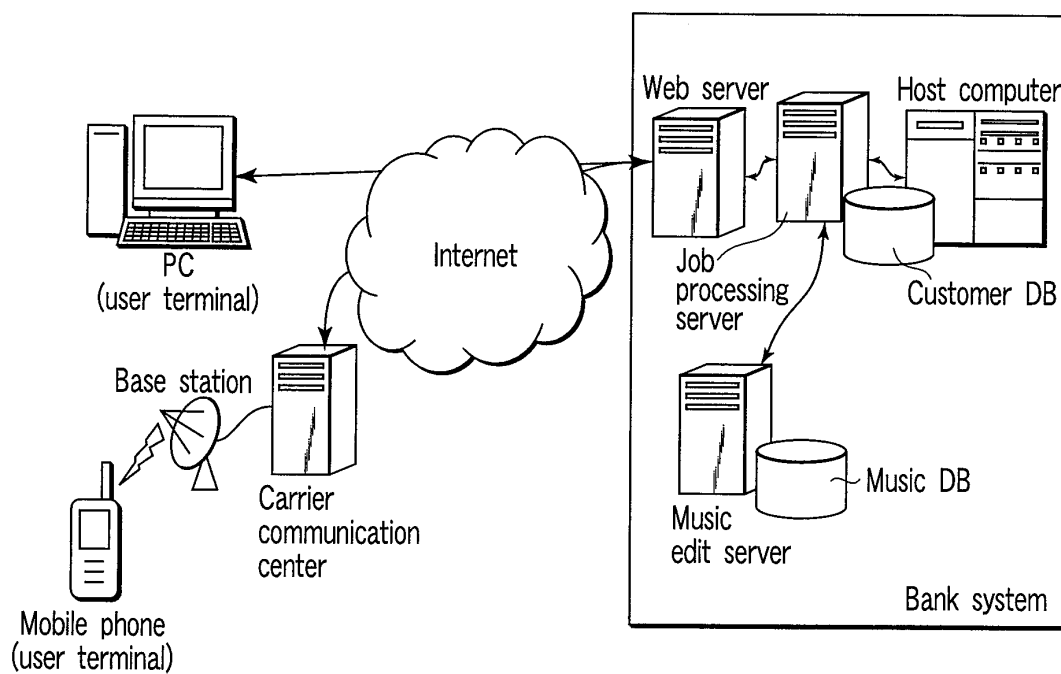 Web server
Host computer
PC
(user terminal)
Internet
Job
processing
server
Customer DB
Base station
Carrier
communication
center
Music DB
Music
edit server
Mobile phone
(user terminal)
Bank system